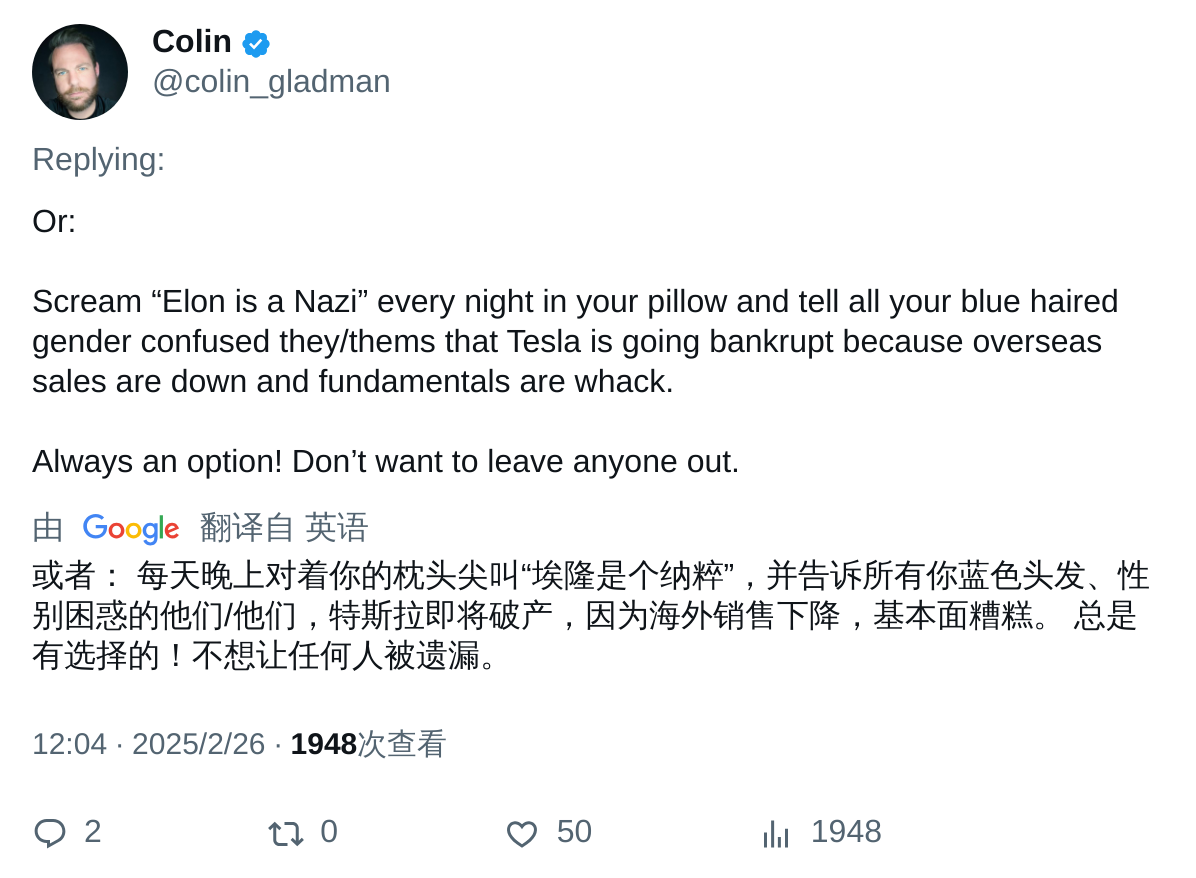 Colin
@colin_gladman
Replying:
Or:
Scream “Elon is a Nazi” every night in your pillow and tell all your blue haired
gender confused they/thems that Tesla is going bankrupt because overseas
sales are down and fundamentals are whack.
Always an option! Don’t want to leave anyone out.
由 Google 翻译自 英语
或者： 每天晚上对着你的枕头尖叫“埃隆是个纳粹”，并告诉所有你蓝色头发、性
别困惑的他们/他们，特斯拉即将破产，因为海外销售下降，基本面糟糕。 总是
有选择的！不想让任何人被遗漏。
12:04 · 2025/2/26 · 1948次查看
2 0 50 1948